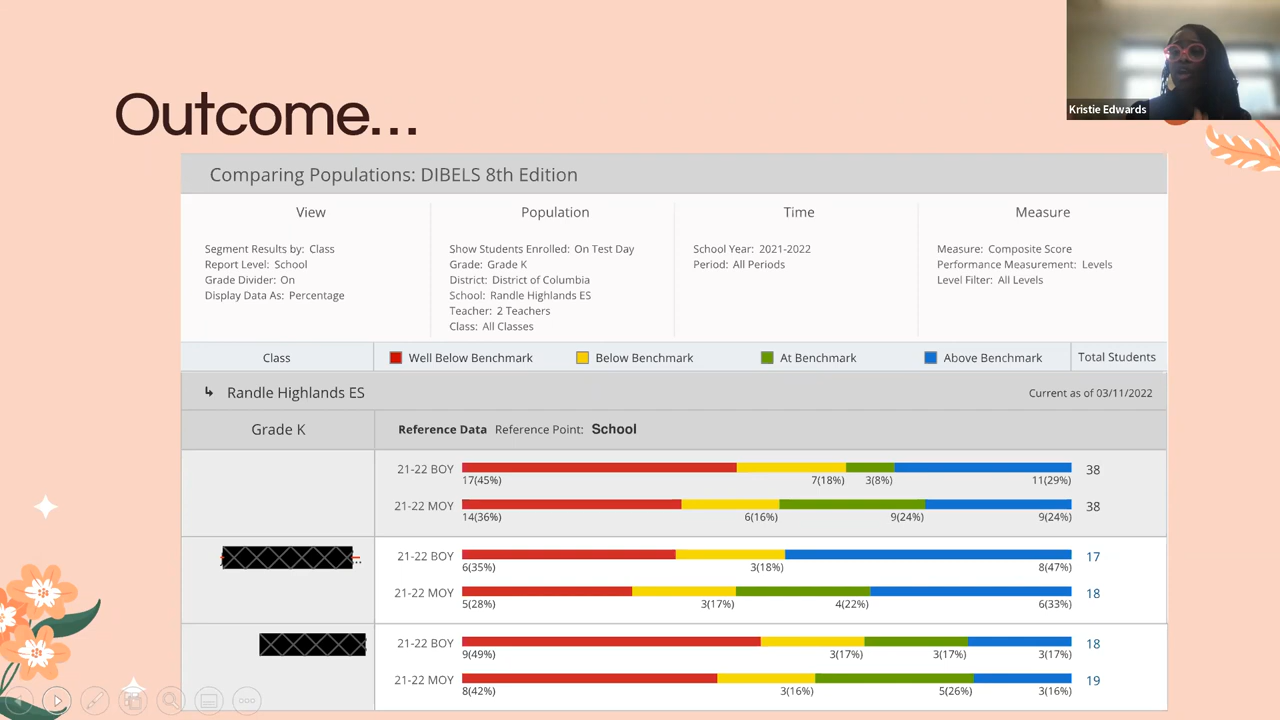 Kristie Edwards
Outcome...
Comparing Populations: DIBELS 8th Edition
View
Segment Results by: Class
Report Level: School
Grade Divider: On
Display Data As: Percentage
Population
Show Students Enrolled: On Test Day
Grade: Grade K
District: District of Columbia
School: Randle Highlands ES
Teacher: 2 Teachers
Class: All Classes
Time
School Year: 2021-2022
Period: All Periods
Measure
Measure: Composite Score
Performance Measurement: Levels
Level Filter: All Levels
Class Well Below Benchmark Below Benchmark At Benchmark Above Benchmark Total Students
Randle Highlands ES Current as of 03/11/2022
Grade K Reference Data Reference Point: School
21-22 BOY 38
17(45%) 7(18%) 3(8%) 11(29%)
21-22 MOY 38
14(36%) 6(16%) 9(24%) 9(24%)
21-22 BOY 17
6(35%) 3(18%) 8(47%)
21-22 MOY 18
5(28%) 3(17%) 4(22%) 6(33%)
21-22 BOY 18
9(49%) 3(17%) 3(17%) 3(17%)
21-22 MOY 19
8(42%) 3(16%) 5(26%) 3(16%)